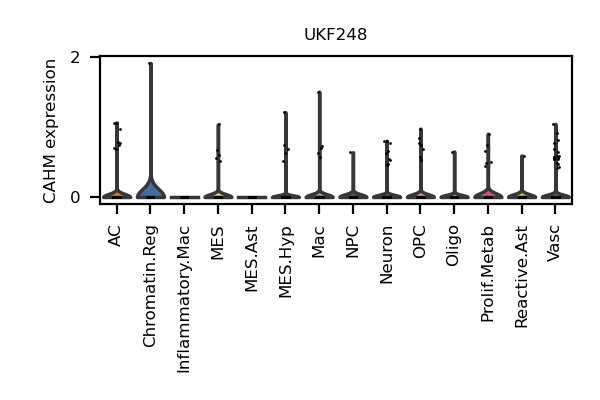 UKF248
CAHM expression
2
0
AC
Chromatin.Reg
Inflammatory.Mac
MES
MES.Ast
MES.Hyp
Mac
NPC
Neuron
OPC
Oligo
Prolif.Metab
Reactive.Ast
Vasc